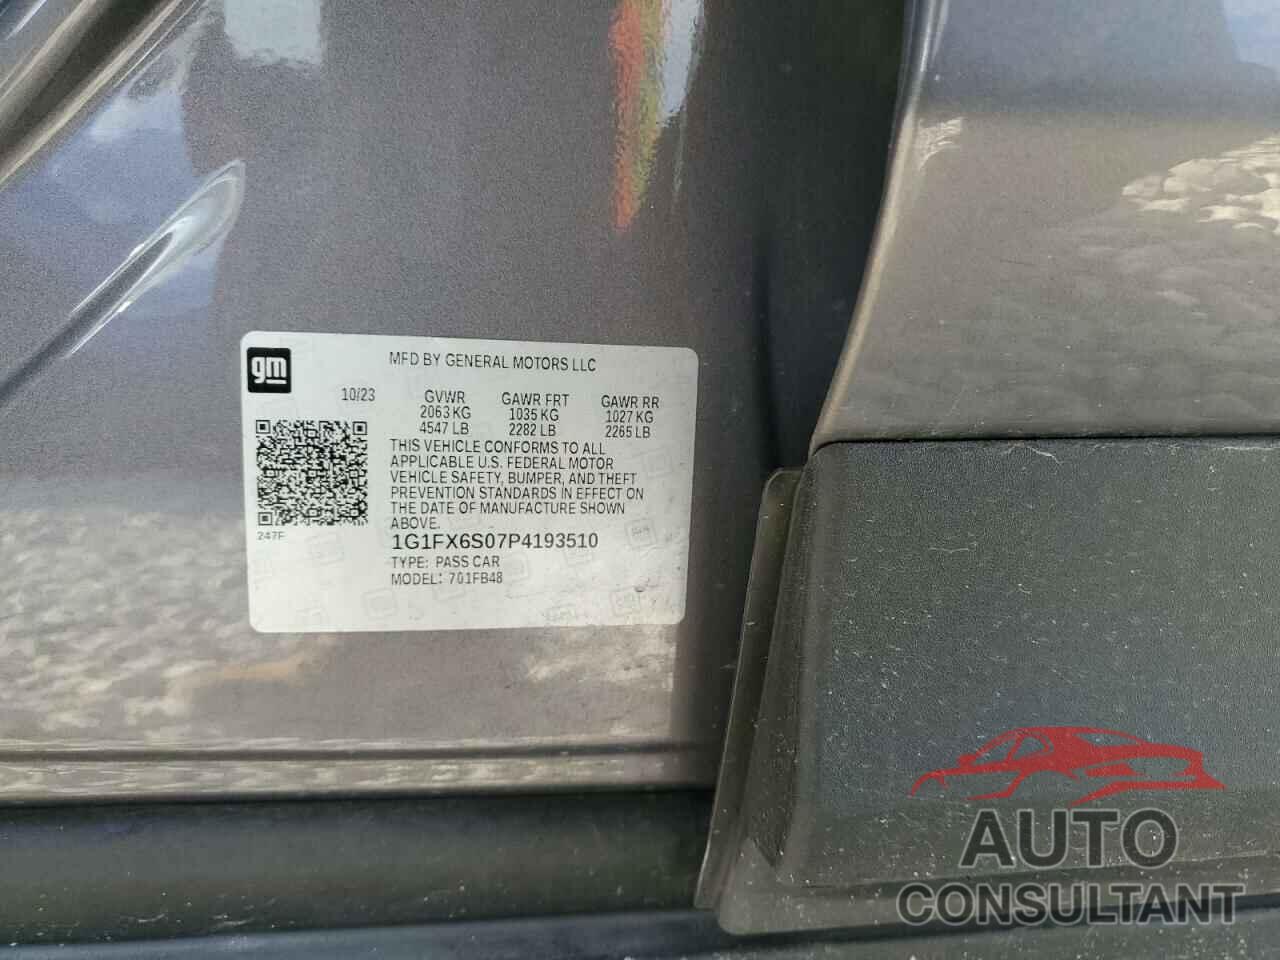 gm
MFD BY GENERAL MOTORS LLC
10/23 GVWR GAWR FRT GAWR RR
2063 KG 1035 KG 1027 KG
4547 LB 2282 LB 2265 LB
THIS VEHICLE CONFORMS TO ALL
APPLICABLE U.S. FEDERAL MOTOR
VEHICLE SAFETY, BUMPER, AND THEFT
PREVENTION STANDARDS IN EFFECT ON
THE DATE OF MANUFACTURE SHOWN
ABOVE.
247F
1G1FX6S07P4193510
TYPE: PASS CAR
MODEL: 701FB48
AUTO
CONSULTANT